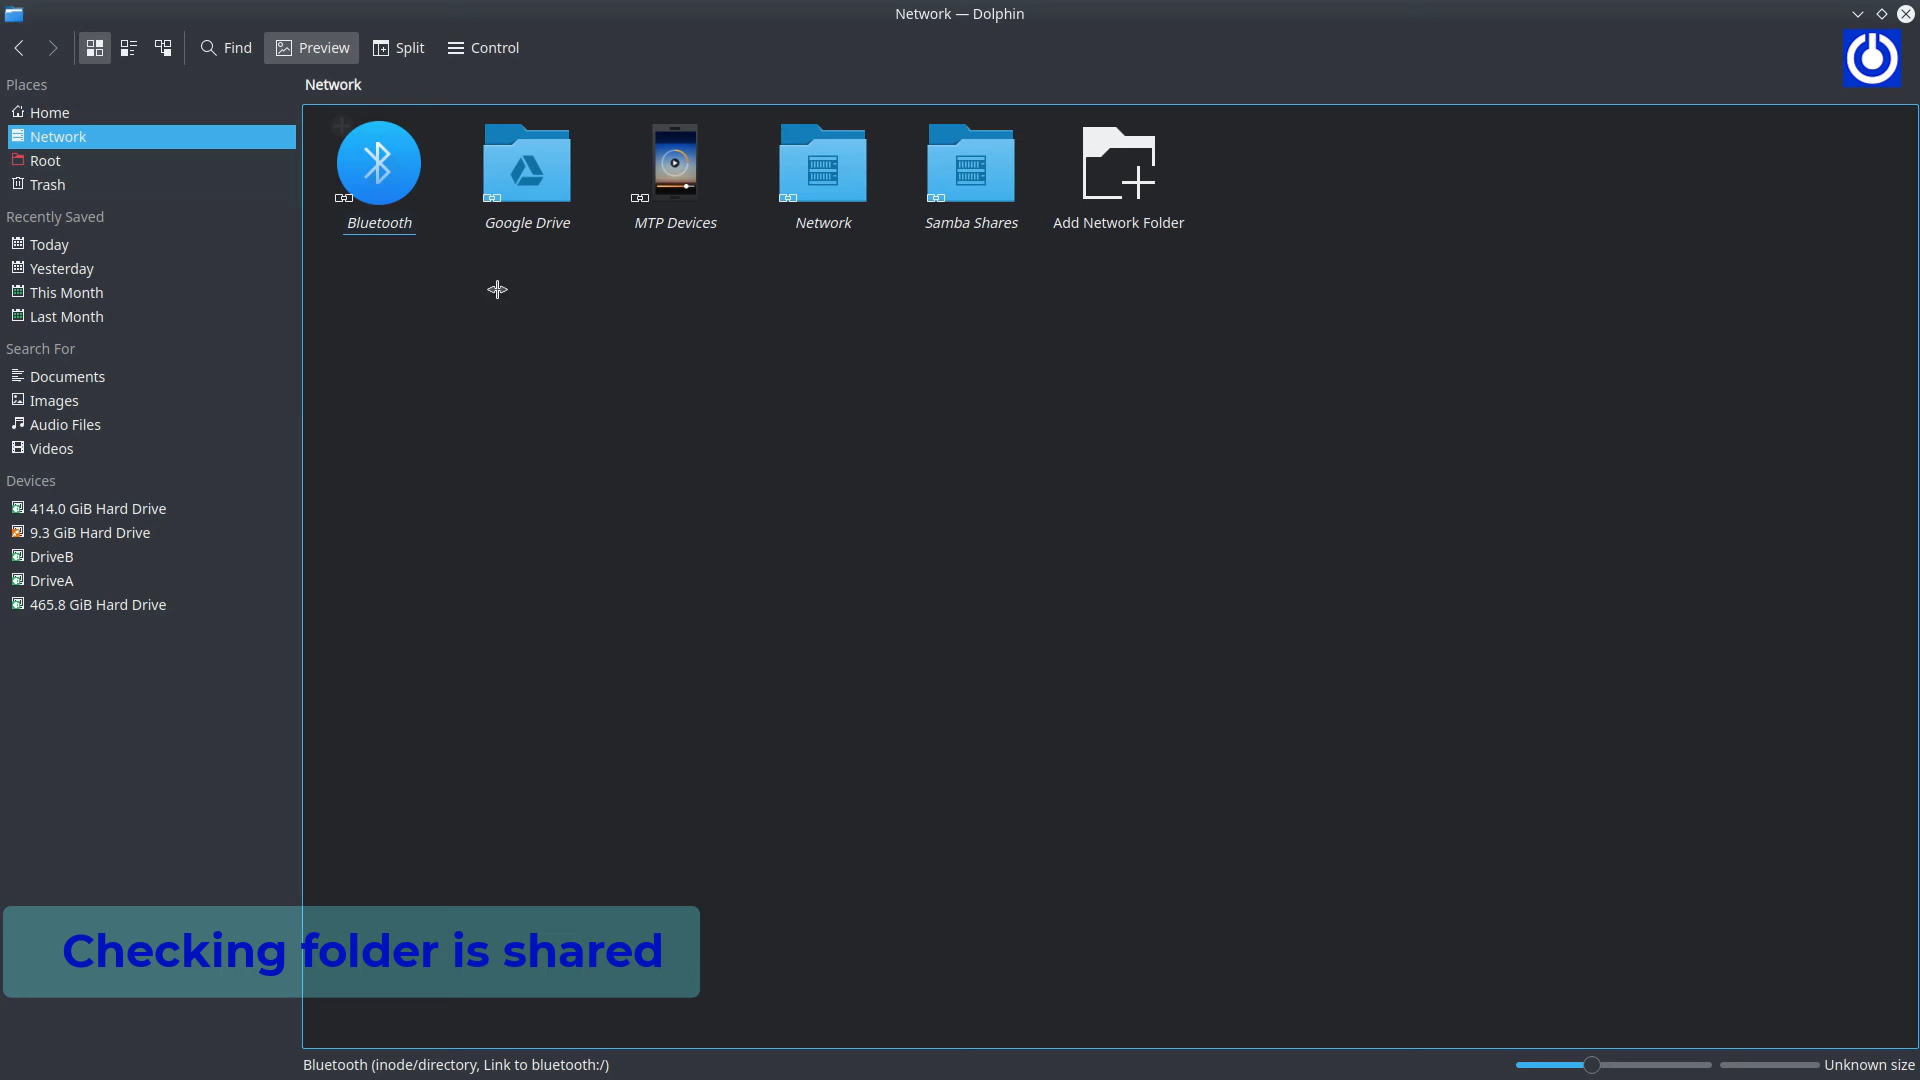 Network — Dolphin
Find
Preview
Split
Control
Places
Network
Home
Network
Root
Trash
Recently Saved
Today
Yesterday
This Month
Last Month
Search For
Documents
Images
Audio Files
Videos
Devices
414.0 GiB Hard Drive
9.3 GiB Hard Drive
DriveB
DriveA
465.8 GiB Hard Drive
Bluetooth
Google Drive
MTP Devices
Network
Samba Shares
Add Network Folder
Checking folder is shared
Bluetooth (inode/directory, Link to bluetooth:/)
Unknown size